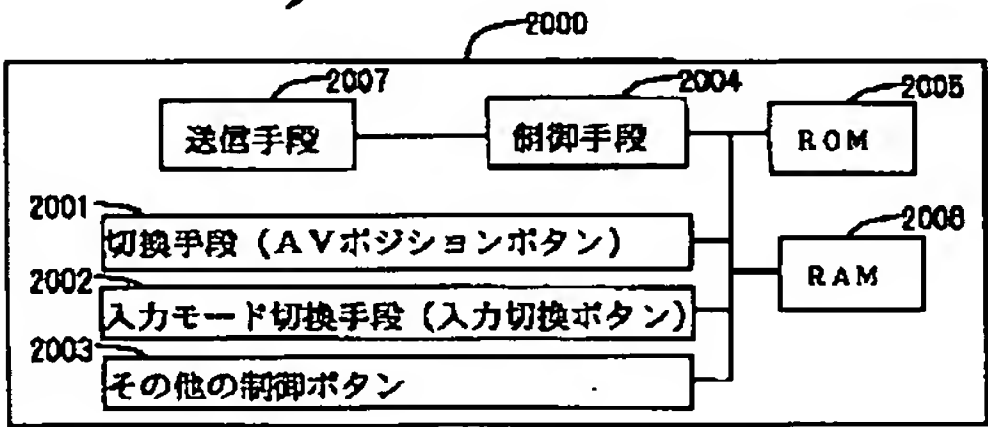 2000
2007
2004
2005
送信手段
制御手段
ROM
2001
切換手段（AVポジションボタン）
2006
RAM
2002
入力モード切換手段（入力切換ボタン）
2003
その他の制御ボタン